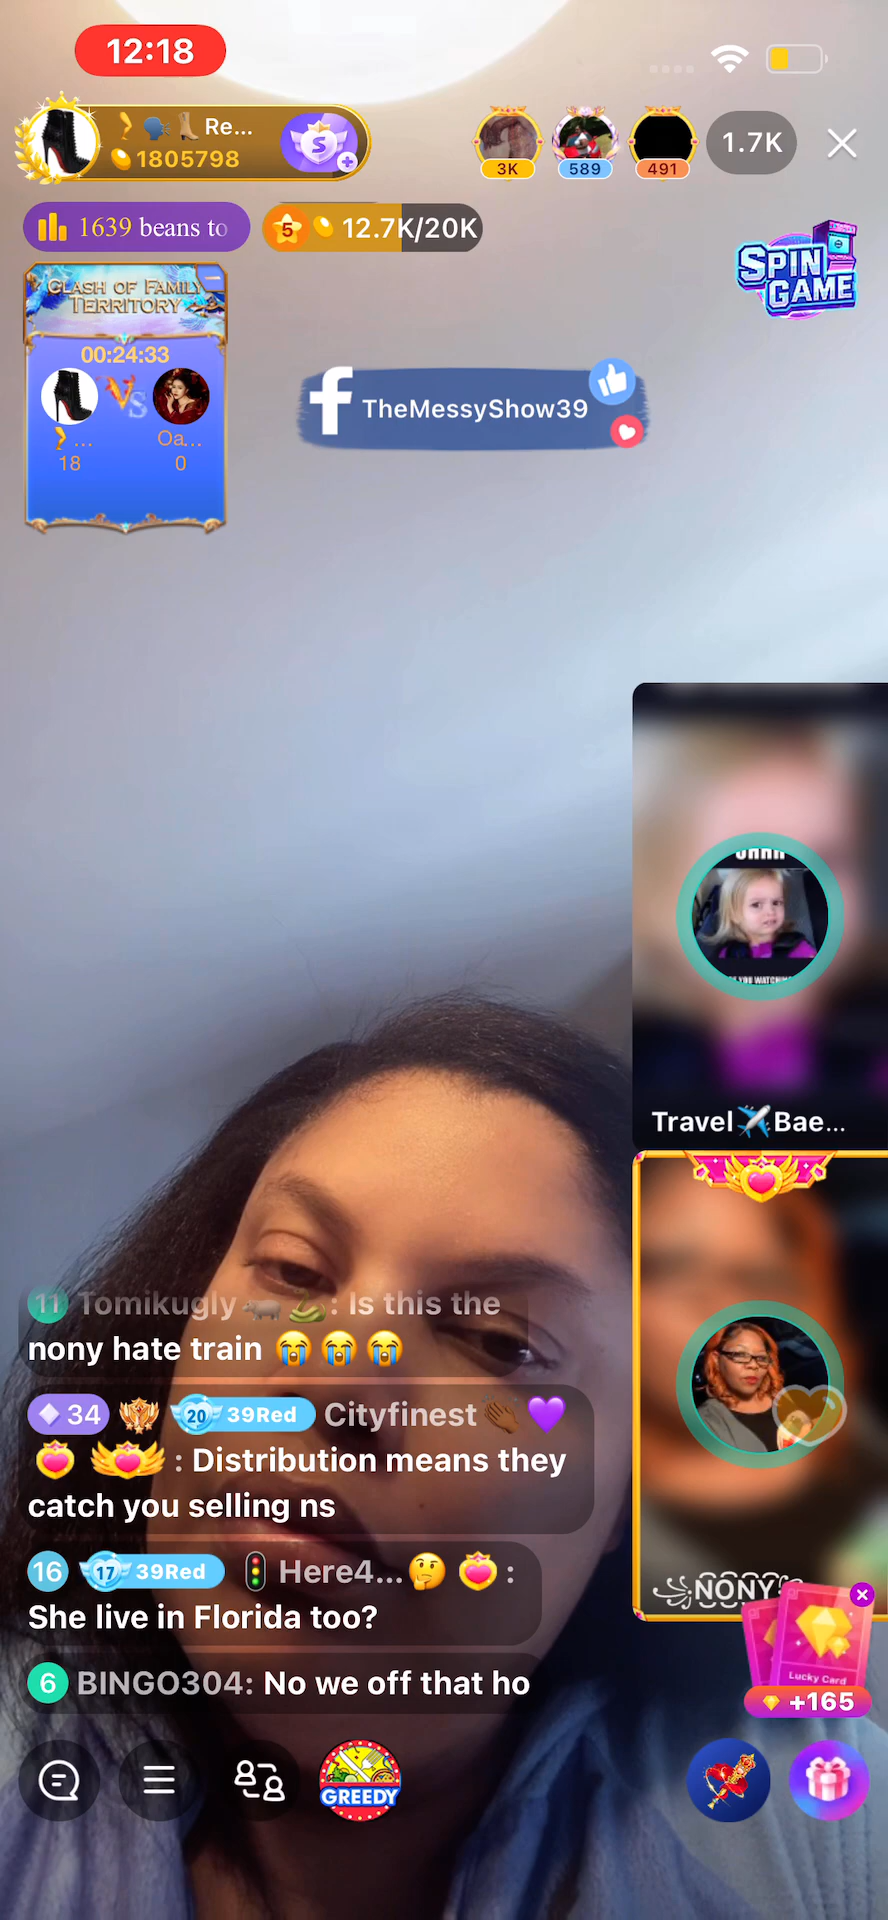 12:18
Re...
1805798
S
3K
589
491
1.7K
1639 beans to
5
12.7K/20K
SPIN
GAME
CLASH OF FAMILY
TERRITORY
00:24:33
VS
...
Oa...
18
0
f TheMessyShow39
YOU WATCHING
Travel✈️Bae...
11 Tomikugly 🐍: Is this the
nony hate train 😭😭😭
34 20 39Red Cityfinest👏🏾💜
: Distribution means they
catch you selling ns
16 17 39Red 🚦Here4...🤔 :
She live in Florida too?
6 BINGO304: No we off that ho
NONY
Lucky Card
+165
GREEDY